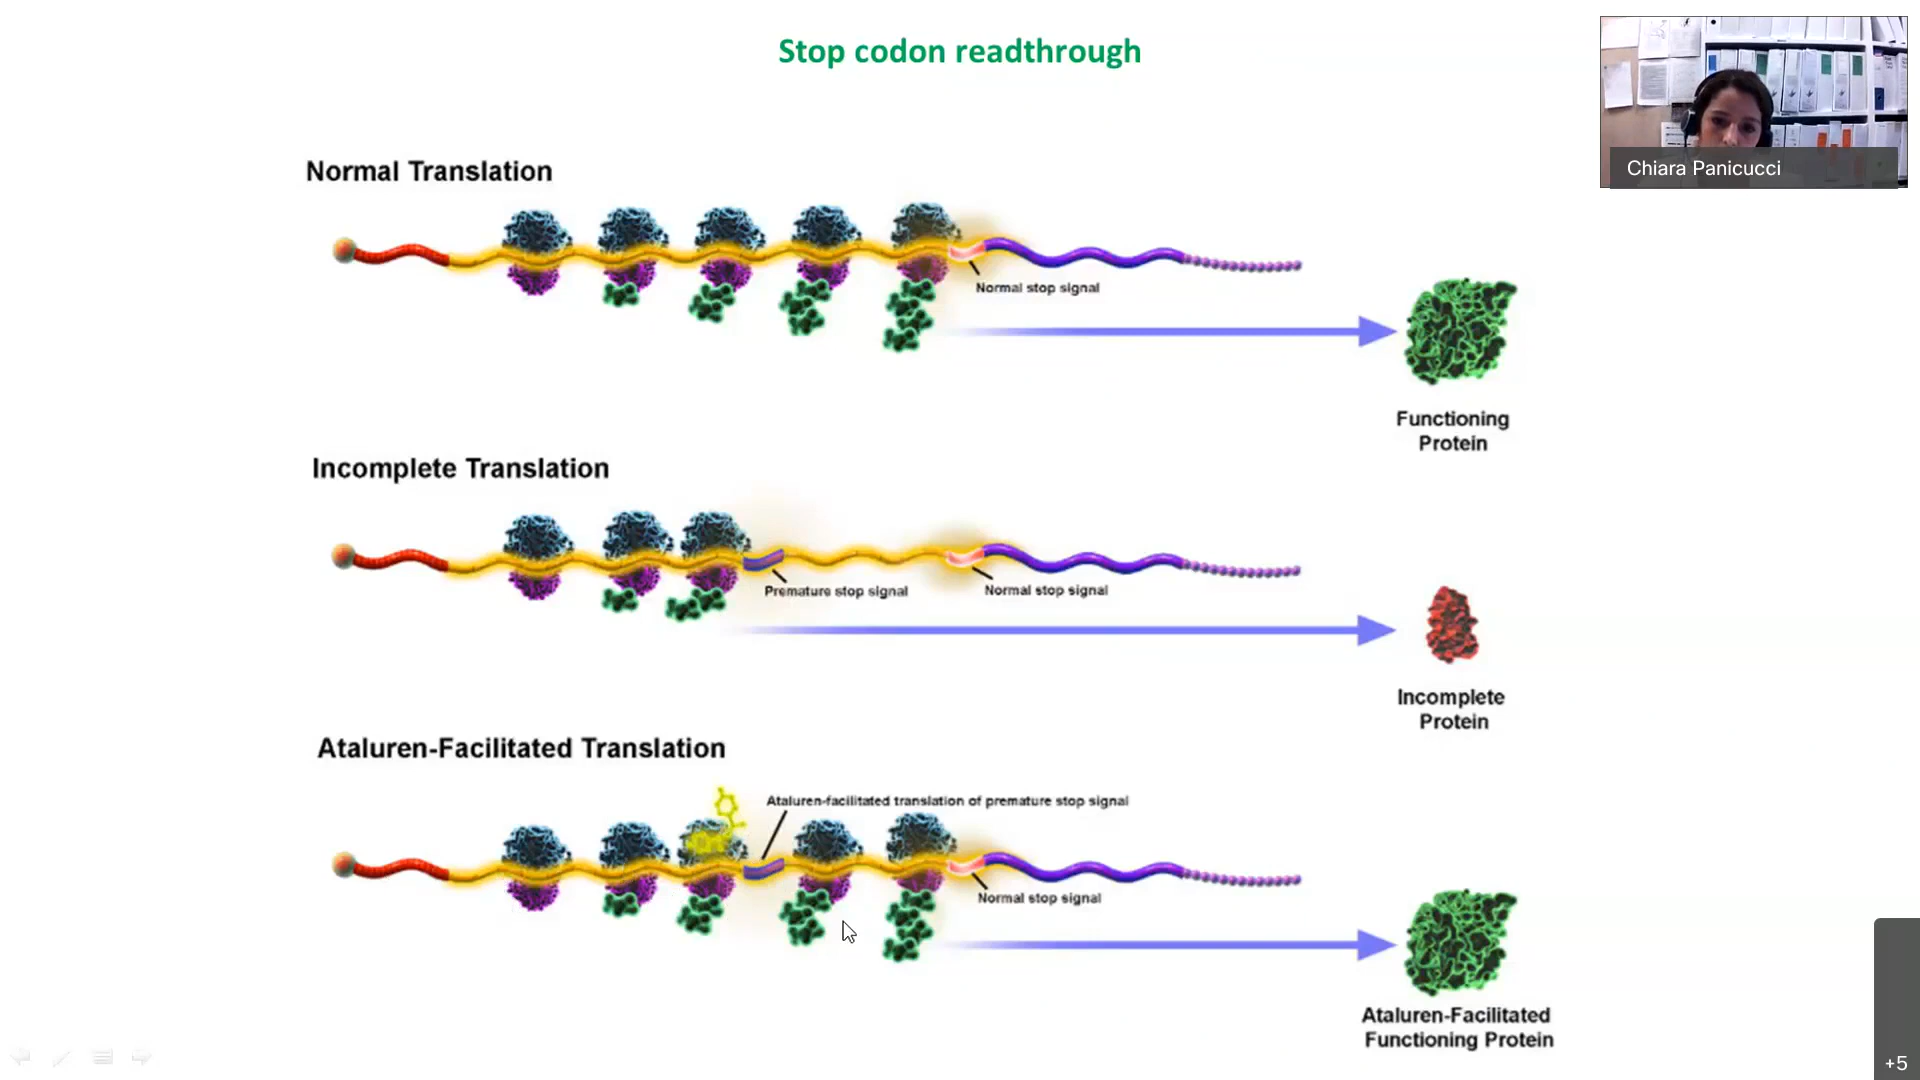 Stop codon readthrough
Chiara Panicucci
Normal Translation
Normal stop signal
Functioning
Protein
Incomplete Translation
Premature stop signal
Normal stop signal
Incomplete
Protein
Ataluren-Facilitated Translation
Ataluren-facilitated translation of premature stop signal
Normal stop signal
Ataluren-Facilitated
Functioning Protein
+5